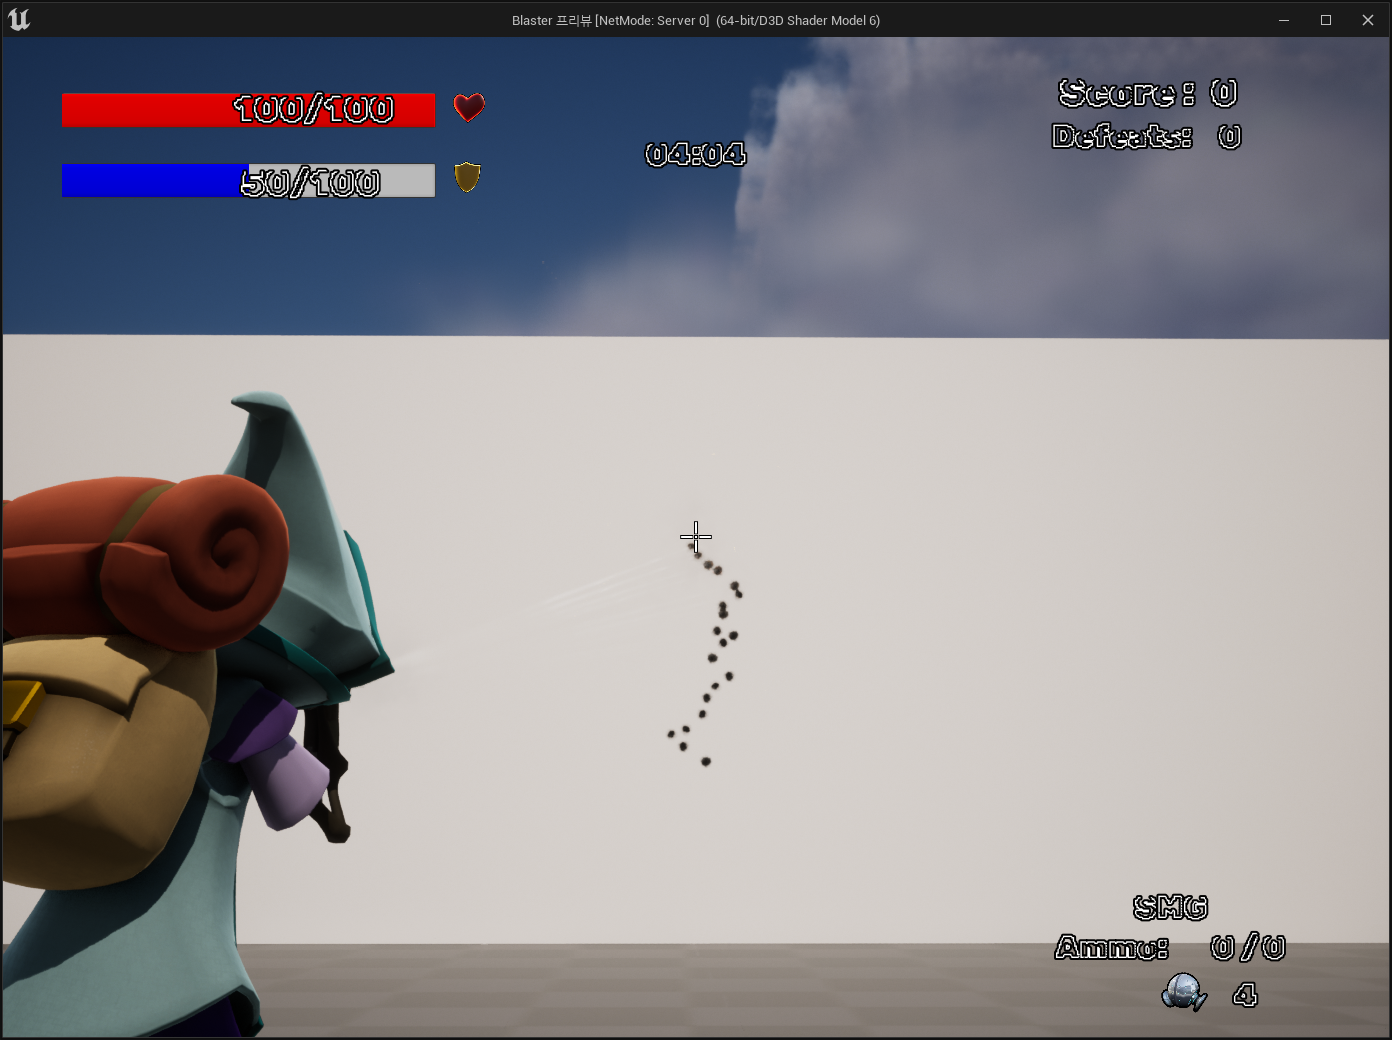 Blaster 프리뷰 [NetMode: Server 0] (64-bit/D3D Shader Model 6)
100/100
50/100
04:04
Score: 0
Defeats: 0
SMG
Ammo: 0/0
4